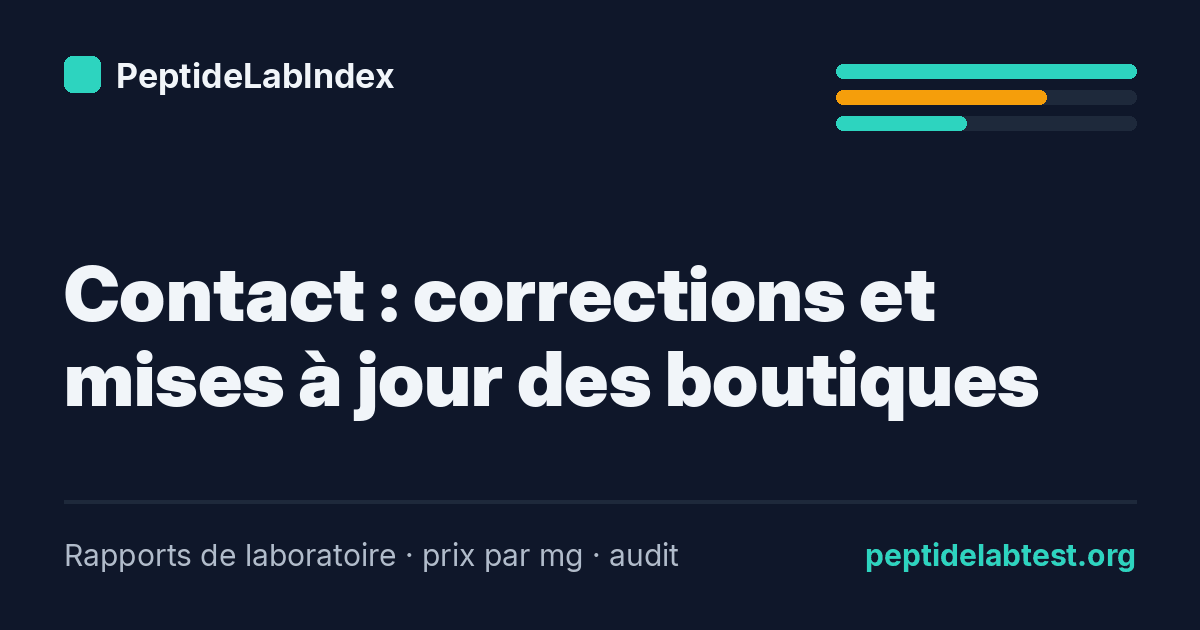 PeptideLabIndex
Contact : corrections et
mises à jour des boutiques
Rapports de laboratoire · prix par mg · audit
peptidelabtest.org